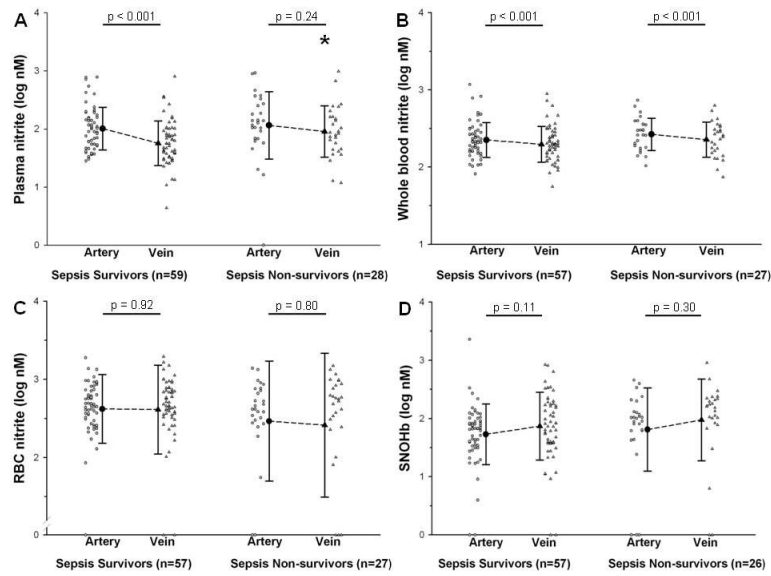 A
p < 0.001
p = 0.24
*
Plasma nitrite (log nM)
4
3
2
1
0
Artery Vein Artery Vein
Sepsis Survivors (n=59) Sepsis Non-survivors (n=28)
B
p < 0.001
p < 0.001
Whole blood nitrite (log nM)
4
3
2
1
Artery Vein Artery Vein
Sepsis Survivors (n=57) Sepsis Non-survivors (n=27)
C
p = 0.92
p = 0.80
RBC nitrite (log nM)
4
3
2
0
Artery Vein Artery Vein
Sepsis Survivors (n=57) Sepsis Non-survivors (n=27)
D
p = 0.11
p = 0.30
SNOHb (log nM)
4
3
2
1
0
Artery Vein Artery Vein
Sepsis Survivors (n=57) Sepsis Non-survivors (n=26)